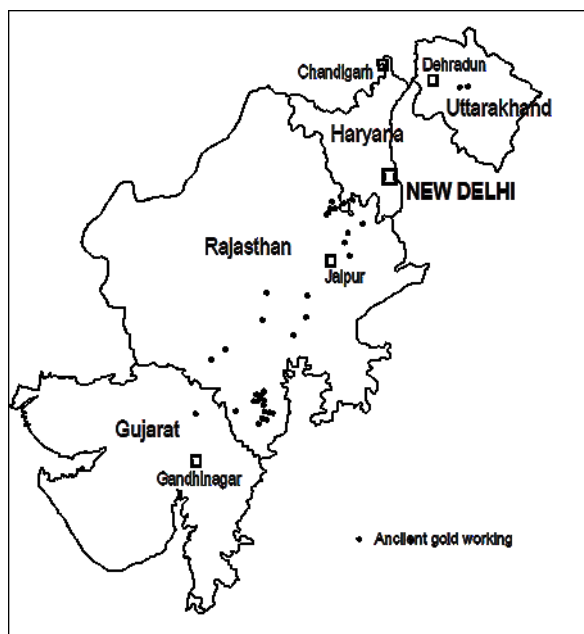 Chandigarh
Dehradun
Uttarakhand
Haryana
NEW DELHI
Rajasthan
Jaipur
Gujarat
Gandhinagar
Ancient gold working